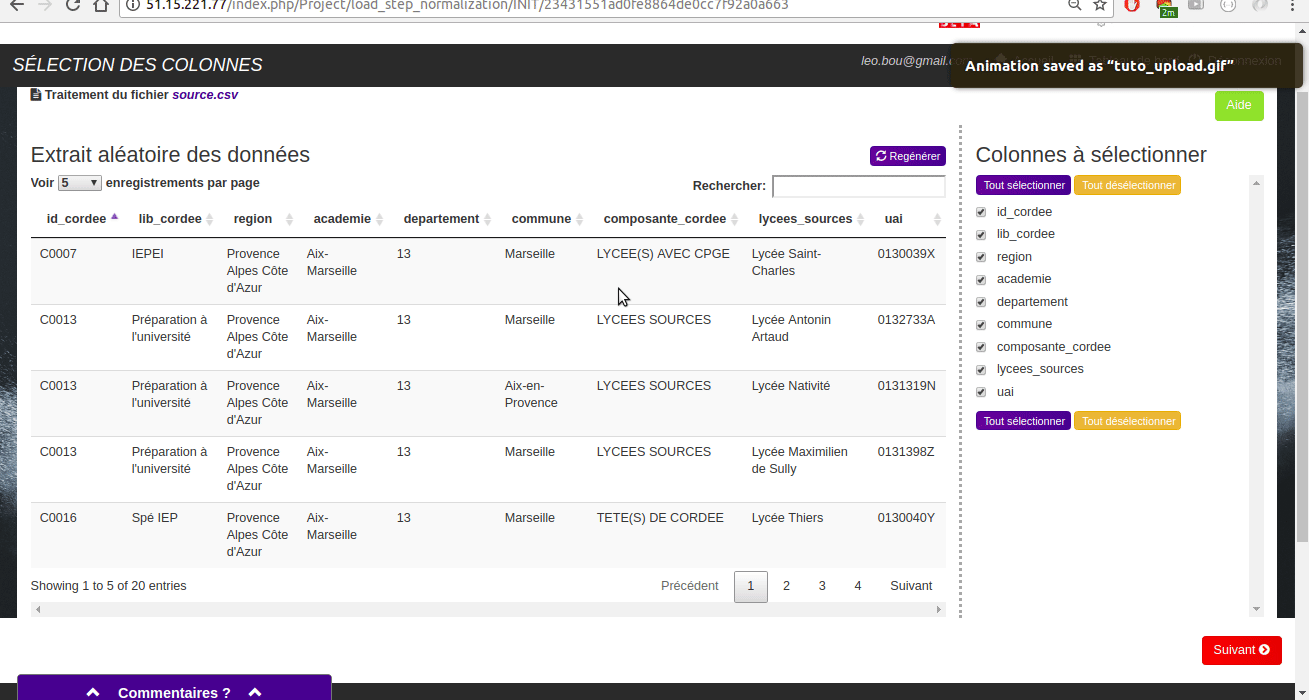 51.15.221.77/index.php/Project/load_step_normalization/INIT/23431551ad0fe8864de0cc7f92a0a663
2m
BETA
SÉLECTION DES COLONNES
leo.bou@gmail.co
Animation saved as “tuto_upload.gif”
Traitement du fichier source.csv
Aide
Extrait aléatoire des données
Regénérer
Colonnes à sélectionner
Voir 5 enregistrements par page
Rechercher:
Tout sélectionner Tout désélectionner
id_cordee lib_cordee region academie departement commune composante_cordee lycees_sources uai
C0007 IEPEI Provence Alpes Côte d'Azur Aix-Marseille 13 Marseille LYCEE(S) AVEC CPGE Lycée Saint-Charles 0130039X
C0013 Préparation à l'université Provence Alpes Côte d'Azur Aix-Marseille 13 Marseille LYCEES SOURCES Lycée Antonin Artaud 0132733A
C0013 Préparation à l'université Provence Alpes Côte d'Azur Aix-Marseille 13 Aix-en-Provence LYCEES SOURCES Lycée Nativité 0131319N
C0013 Préparation à l'université Provence Alpes Côte d'Azur Aix-Marseille 13 Marseille LYCEES SOURCES Lycée Maximilien de Sully 0131398Z
C0016 Spé IEP Provence Alpes Côte d'Azur Aix-Marseille 13 Marseille TETE(S) DE CORDEE Lycée Thiers 0130040Y
Showing 1 to 5 of 20 entries
Précédent 1 2 3 4 Suivant
id_cordee
lib_cordee
region
academie
departement
commune
composante_cordee
lycees_sources
uai
Tout sélectionner Tout désélectionner
Suivant
Commentaires ?